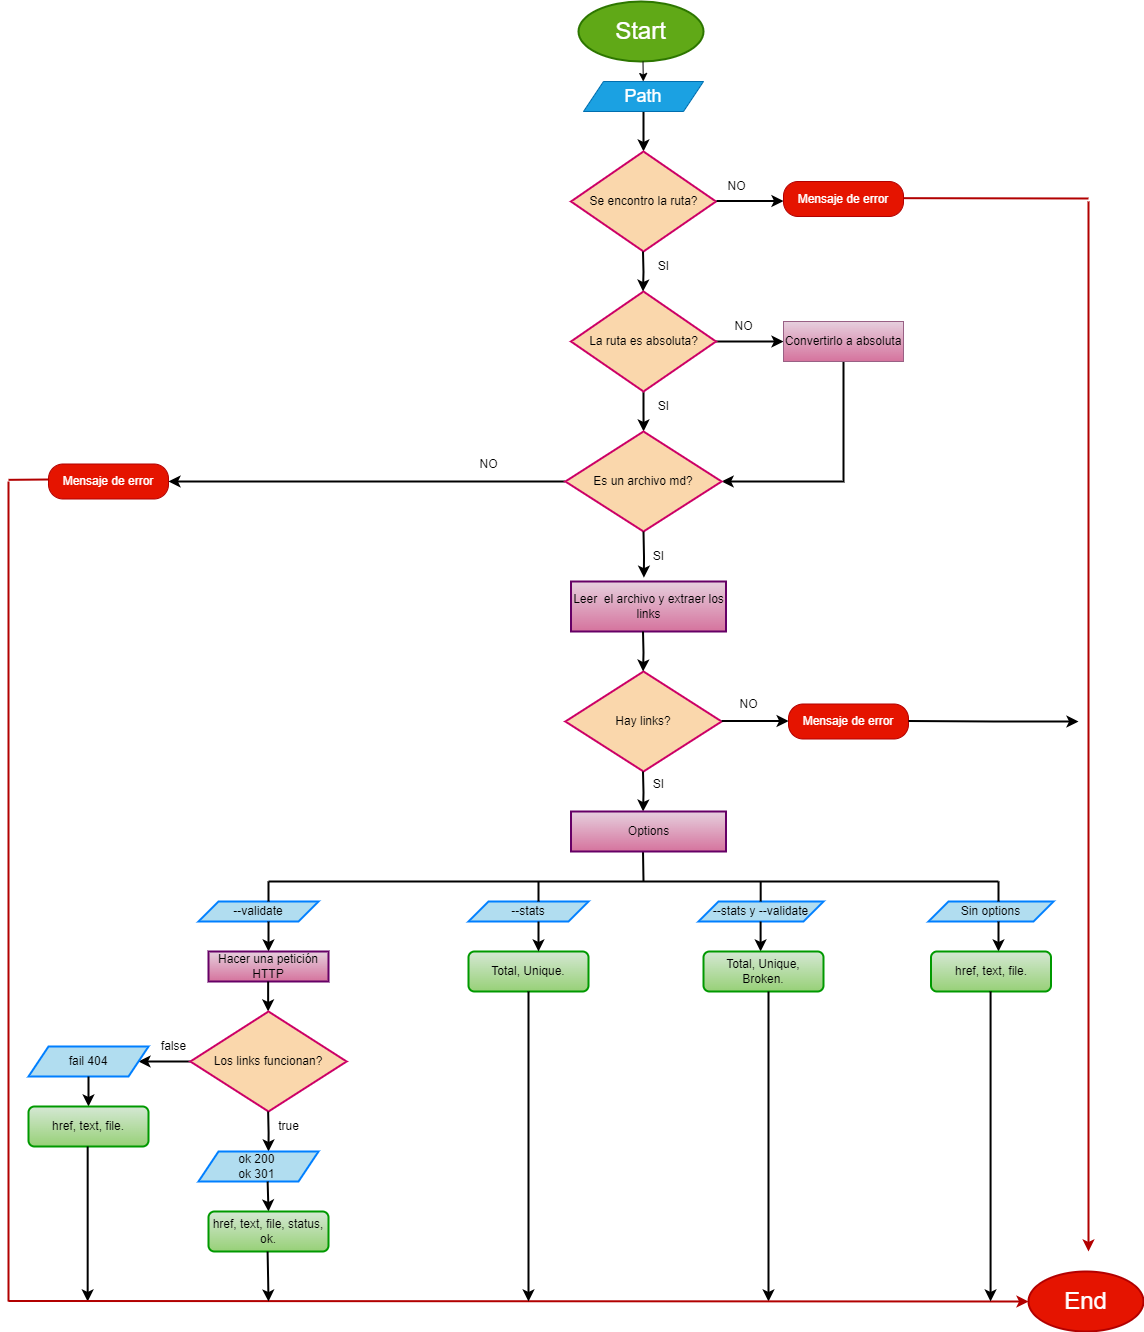 Start
Path
Se encontro la ruta?
NO
Mensaje de error
SI
La ruta es absoluta?
NO
Convertirlo a absoluta
SI
Es un archivo md?
NO
Mensaje de error
SI
Leer  el archivo y extraer los
links
Hay links?
NO
Mensaje de error
SI
Options
--validate
--stats
--stats y --validate
Sin options
Hacer una petición
HTTP
Total, Unique.
Total, Unique,
Broken.
href, text, file.
Los links funcionan?
false
fail 404
href, text, file.
true
ok 200
ok 301
href, text, file, status,
ok.
End